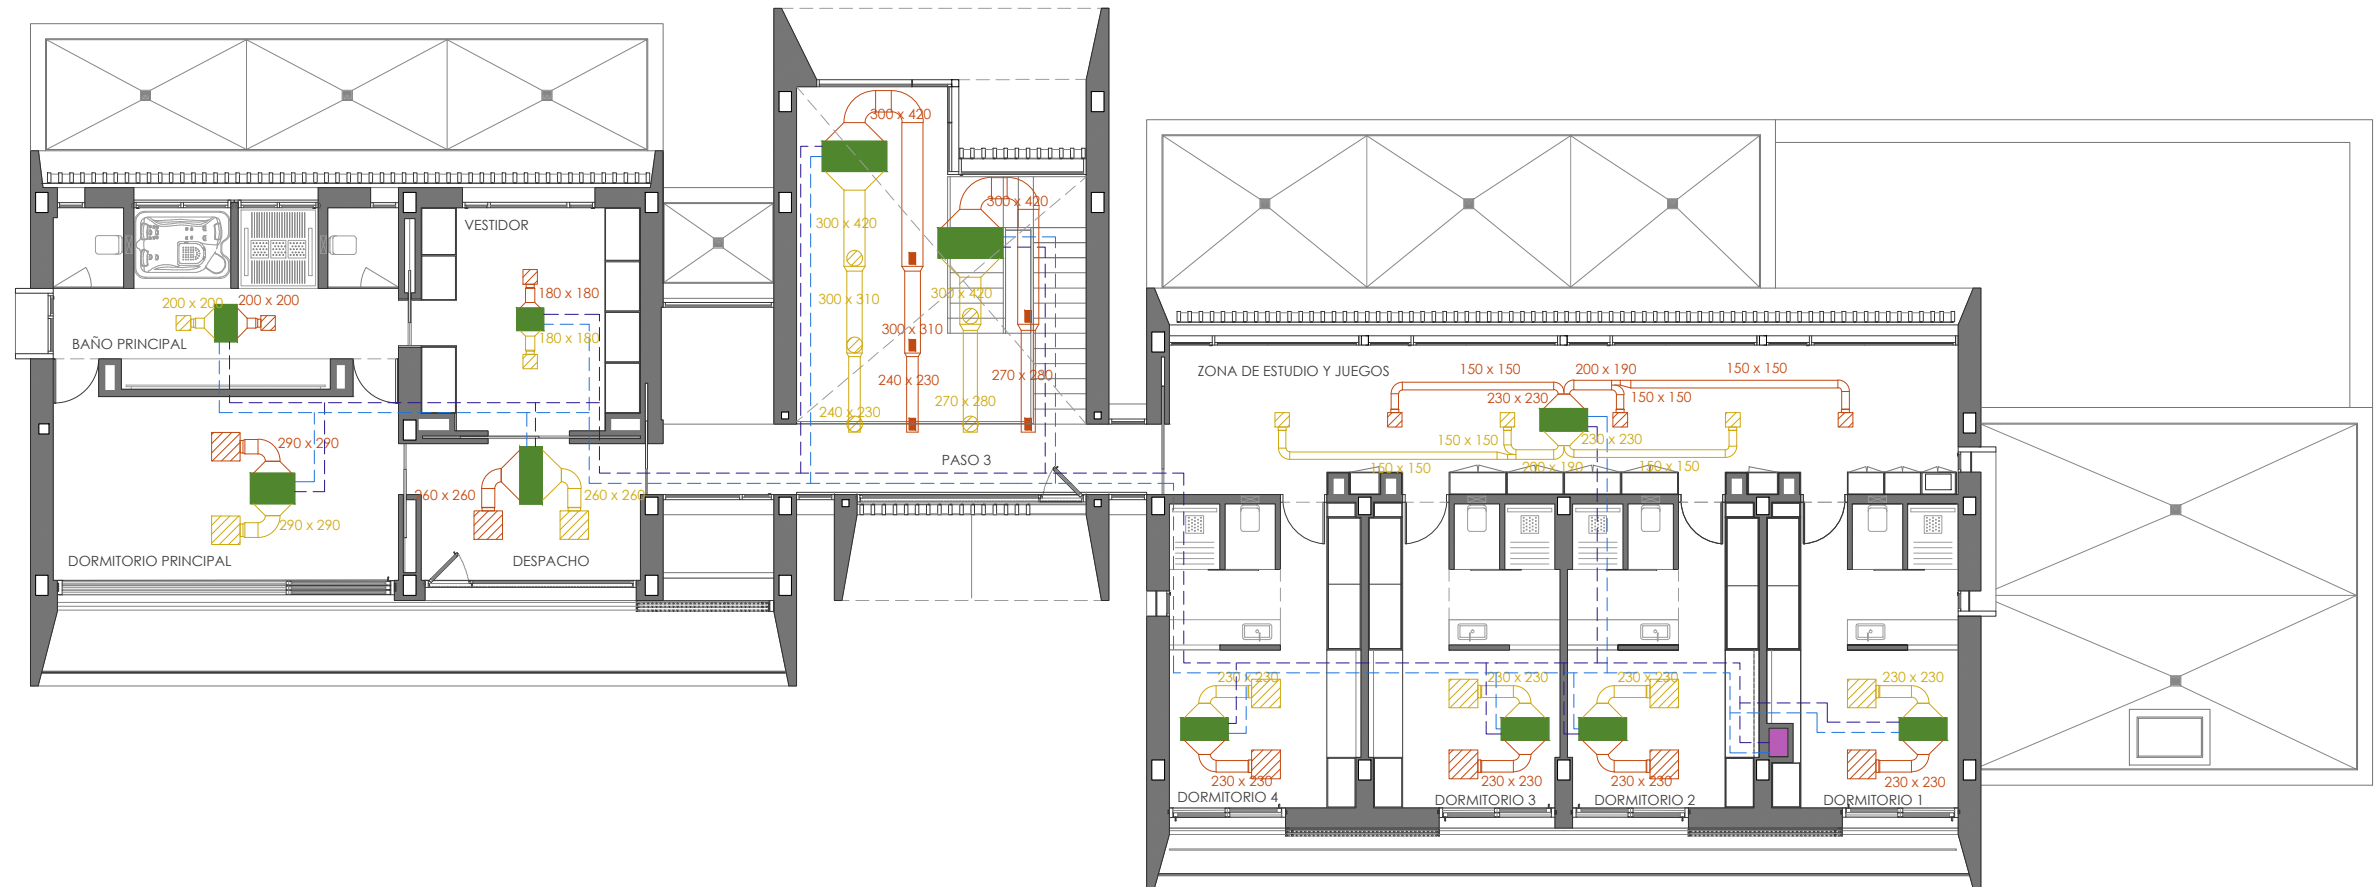 300 x 420
300 x 420
VESTIDOR
300 x 420
200 x 200
200 x 200
180 x 180
300 x 310
300 x 420
BAÑO PRINCIPAL
180 x 180
300 x 310
ZONA DE ESTUDIO Y JUEGOS
150 x 150
200 x 190
150 x 150
240 x 230
270 x 280
230 x 230
150 x 150
240 x 230
270 x 280
290 x 290
150 x 150
230 x 230
PASO 3
150 x 150
200 x 190
150 x 150
260 x 260
260 x 260
290 x 290
DORMITORIO PRINCIPAL
DESPACHO
230 x 230
230 x 230
230 x 230
230 x 230
230 x 230
230 x 230
230 x 230
230 x 230
DORMITORIO 4
DORMITORIO 3
DORMITORIO 2
DORMITORIO 1